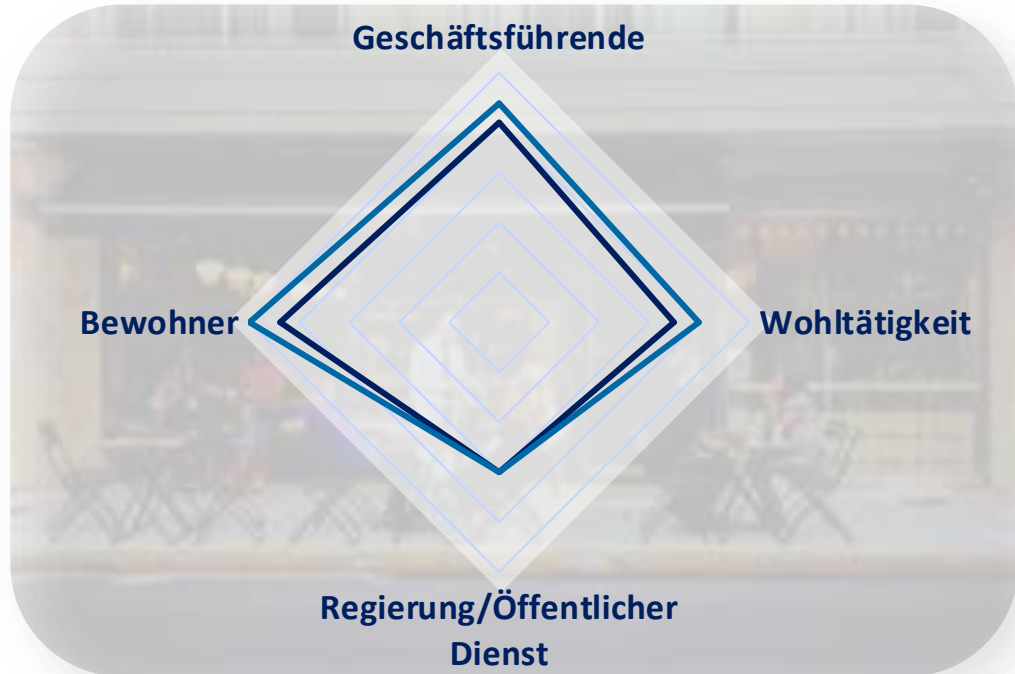 Geschäftsführende
Bewohner
Wohltätigkeit
Regierung/Öffentlicher
Dienst